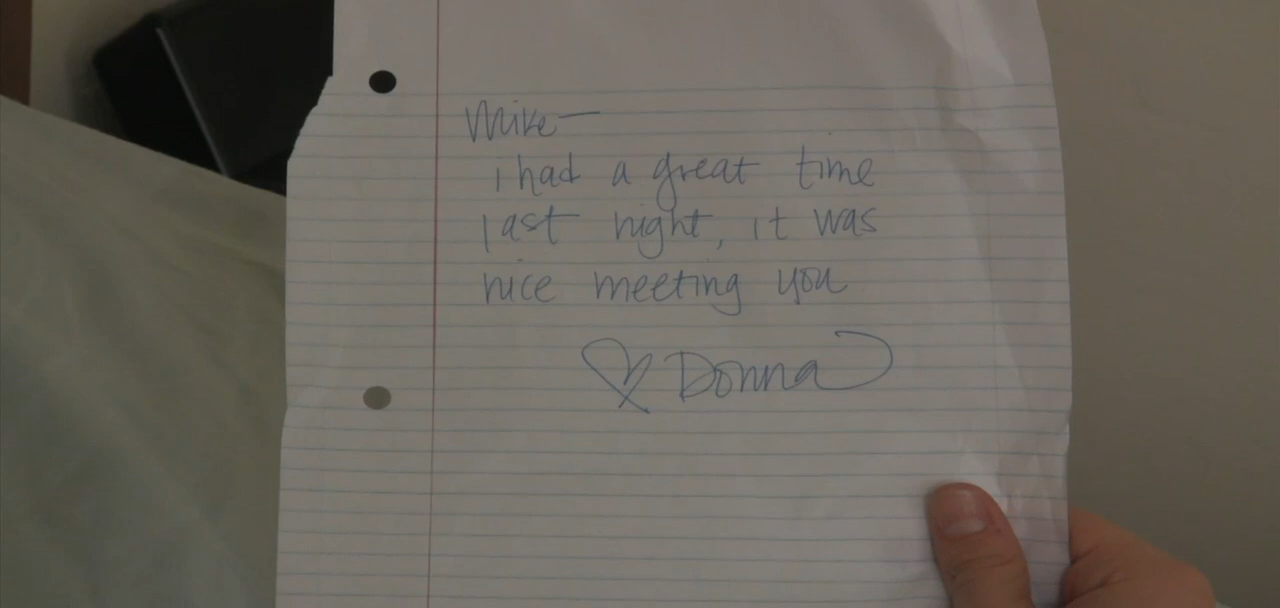 Mike—
i had a great time
last night, it was
nice meeting you
♡ Donna